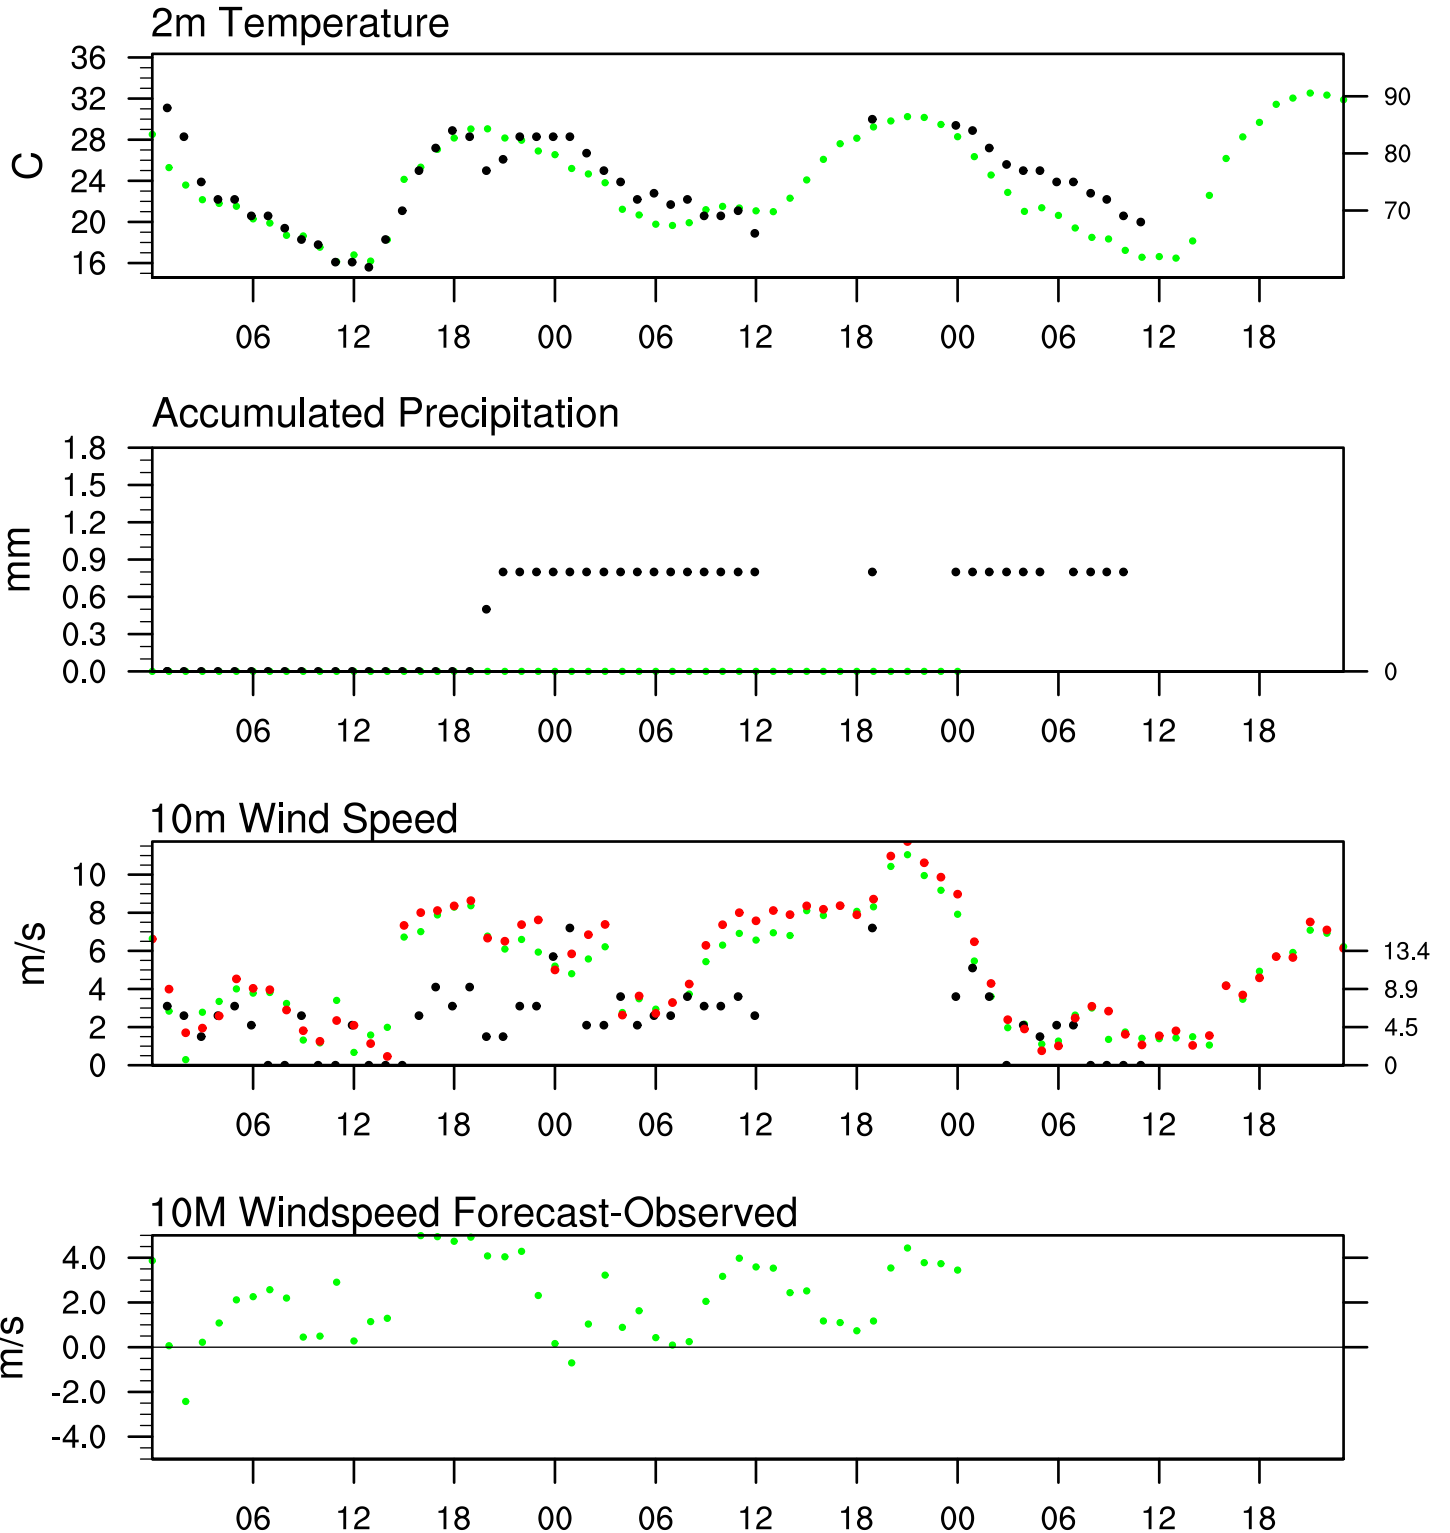 2m Temperature
36
32
28
24
20
16
C
90
80
70
06 12 18 00 06 12 18 00 06 12 18
Accumulated Precipitation
1.8
1.5
1.2
0.9
0.6
0.3
0.0
mm
0
06 12 18 00 06 12 18 00 06 12 18
10m Wind Speed
10
8
6
4
2
0
m/s
13.4
8.9
4.5
0
06 12 18 00 06 12 18 00 06 12 18
10M Windspeed Forecast-Observed
4.0
2.0
0.0
-2.0
-4.0
m/s
06 12 18 00 06 12 18 00 06 12 18